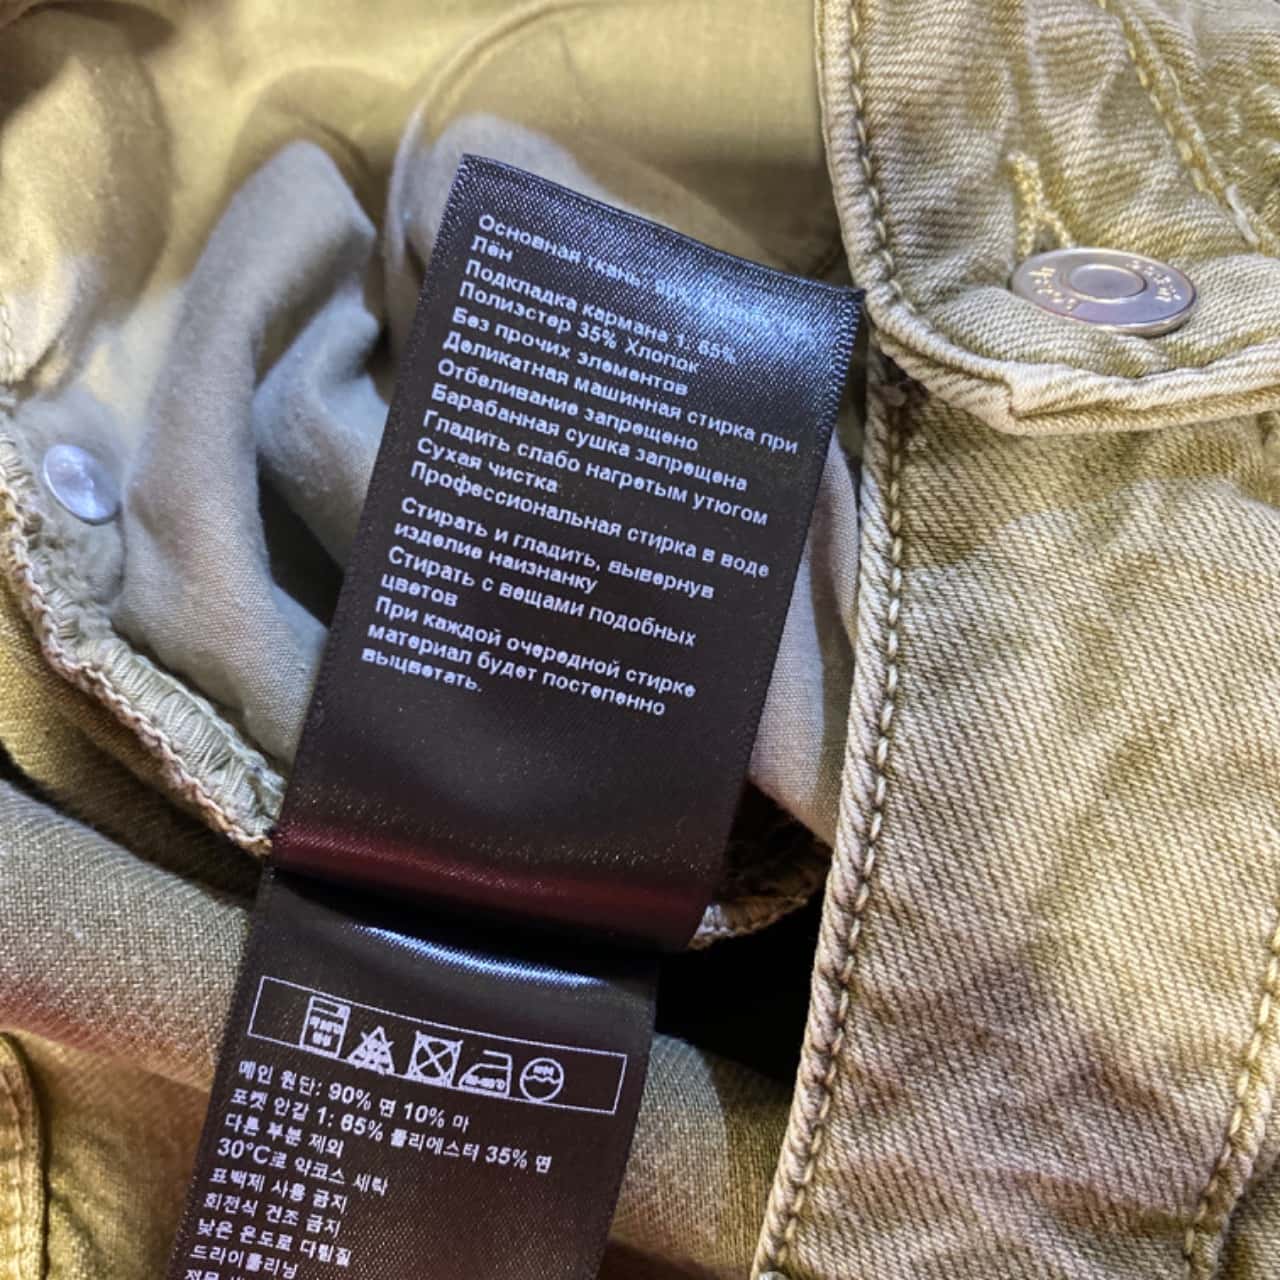 Основная ткань: 90% Хлопок 10%
Лён
Подкладка кармана 1: 65%
Полиэстер 35% Хлопок
Без прочих элементов
Деликатная машинная стирка при
Отбеливание запрещено
Барабанная сушка запрещена
Гладить слабо нагретым утюгом
Сухая чистка
Профессиональная стирка в воде
Стирать и гладить, вывернув
изделие наизнанку
Стирать с вещами подобных
цветов
При каждой очередной стирке
материал будет постепенно
выцветать.
메인 원단: 90% 면 10% 마
포켓 안감 1: 65% 폴리에스터 35% 면
다른 부분 제외
30°C로 약코스 세탁
표백제 사용 금지
회전식 건조 금지
낮은 온도로 다림질
드라이클리닝